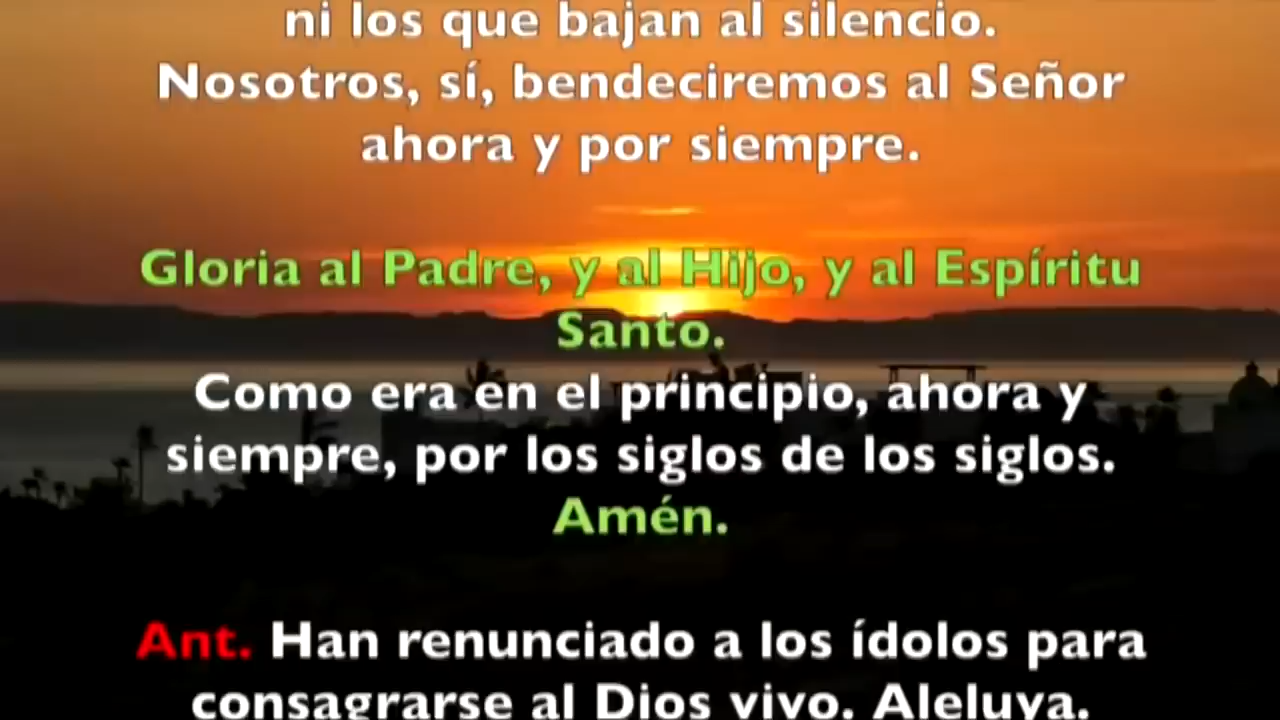 ni los que bajan al silencio.
Nosotros, sí, bendeciremos al Señor
ahora y por siempre.
Gloria al Padre, y al Hijo, y al Espíritu
Santo.
Como era en el principio, ahora y
siempre, por los siglos de los siglos.
Amén.
Ant. Han renunciado a los ídolos para
consagrarse al Dios vivo. Aleluya.